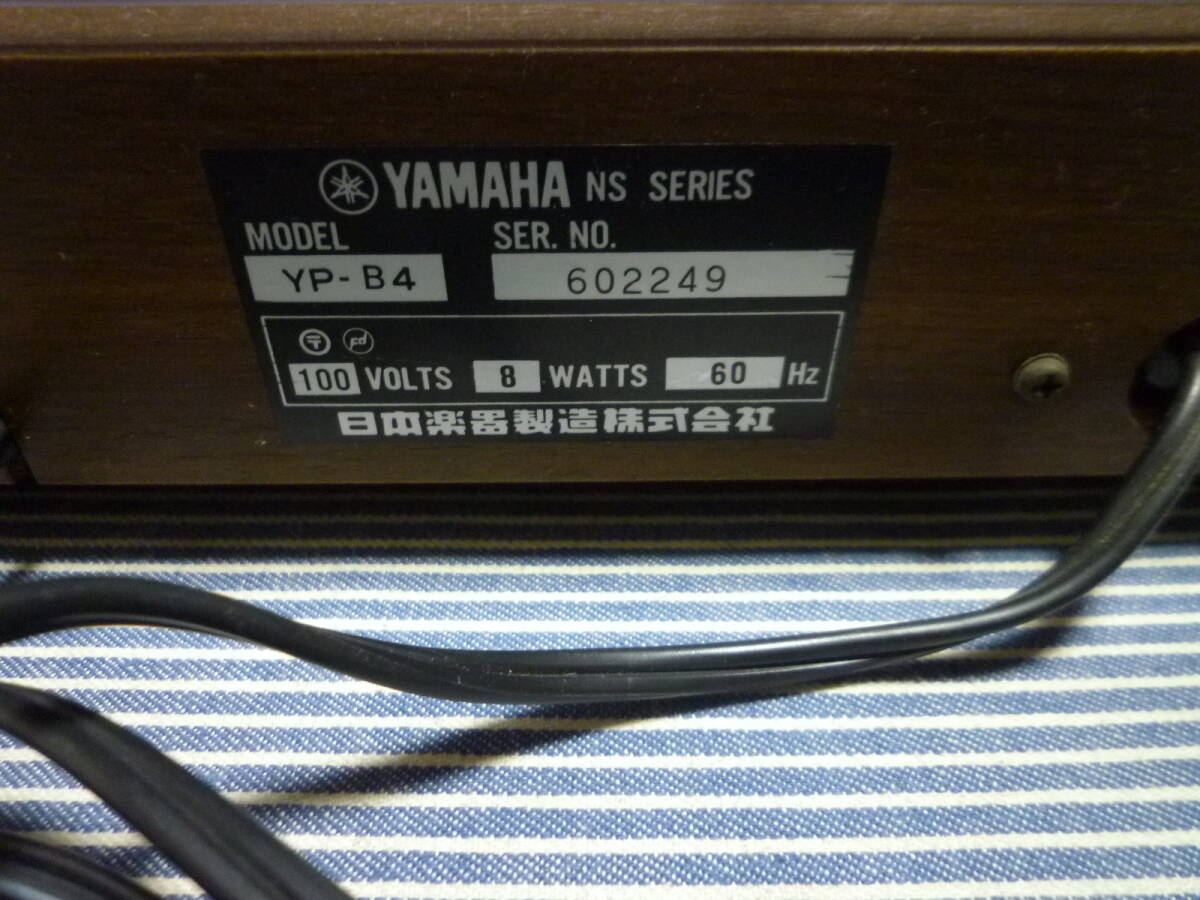 YAMAHA NS SERIES
MODEL SER. NO.
YP-B4 602249
〒
100 VOLTS 8 WATTS 60 Hz
日本楽器製造株式会社